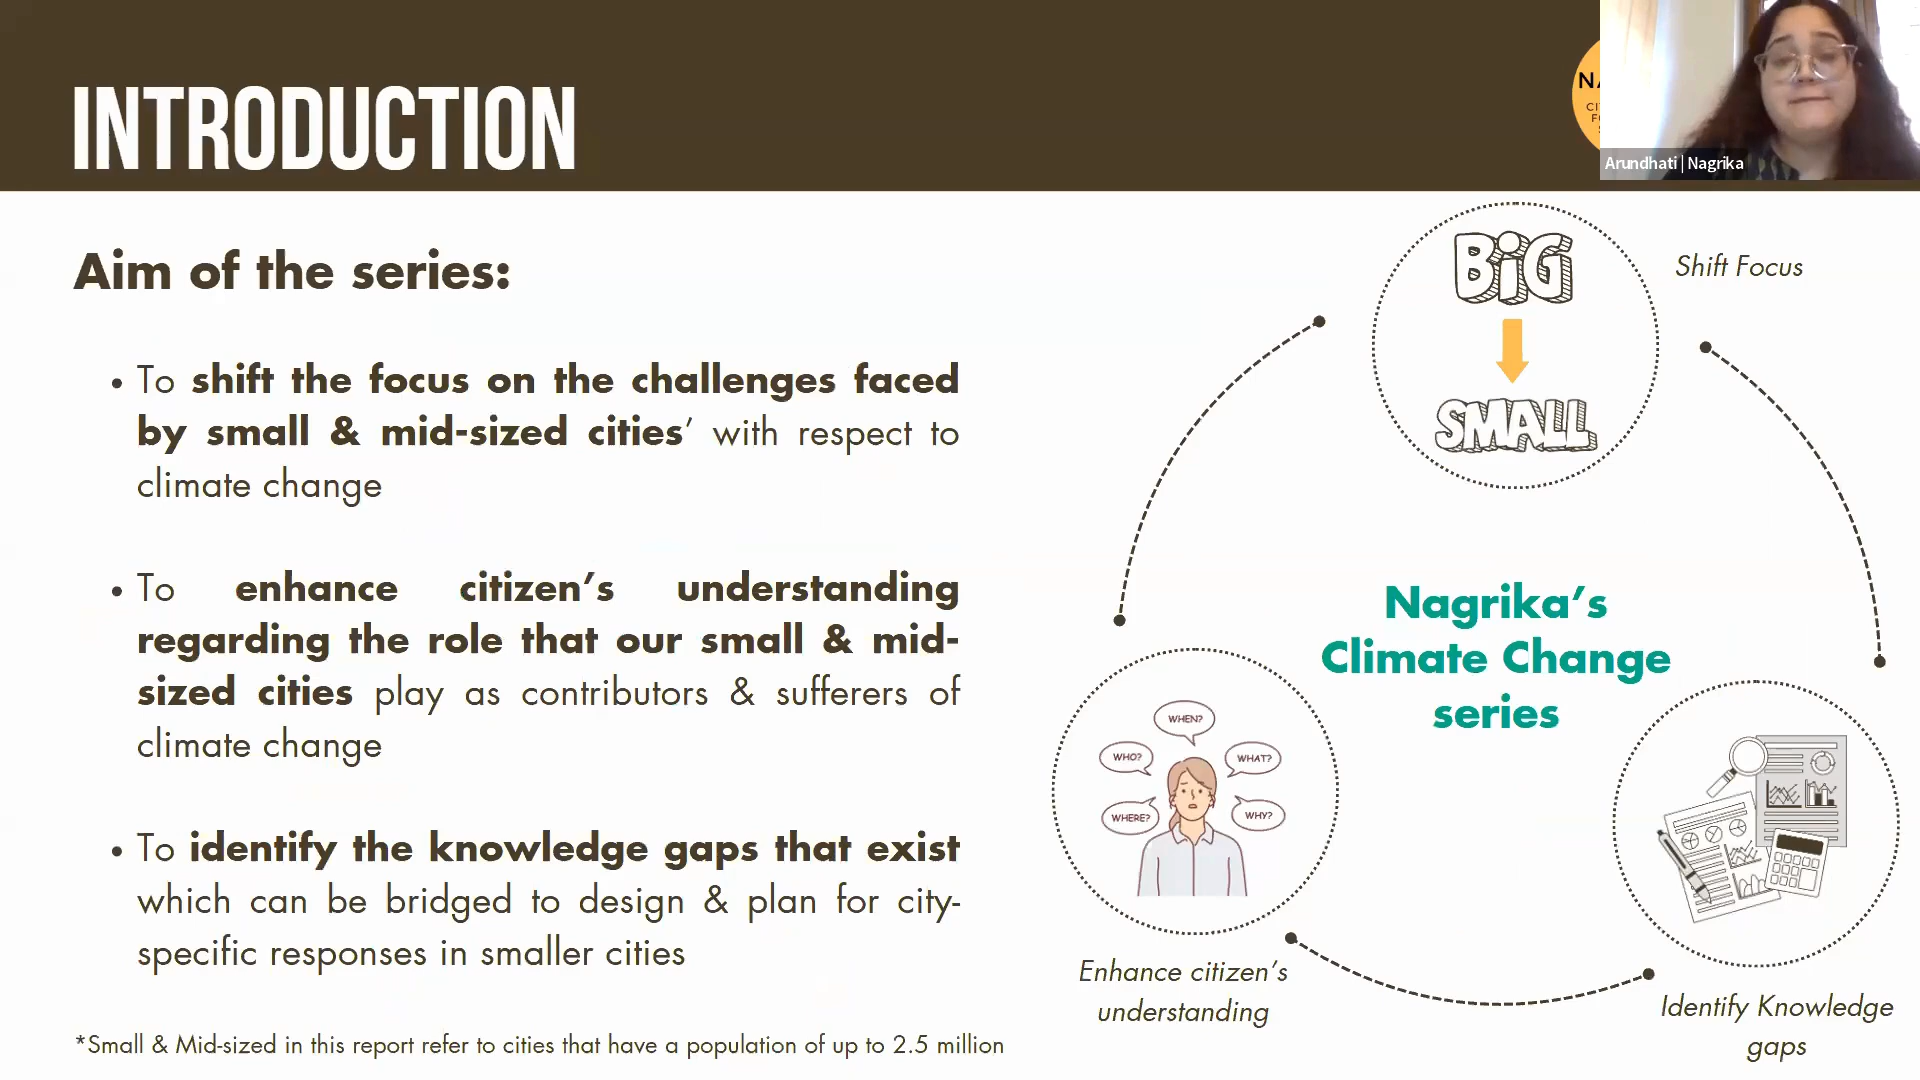 INTRODUCTION
Arundhati | Nagrika
Aim of the series:
• To shift the focus on the challenges faced
by small & mid-sized cities’ with respect to
climate change
• To enhance citizen’s understanding
regarding the role that our small & mid-
sized cities play as contributors & sufferers of
climate change
• To identify the knowledge gaps that exist
which can be bridged to design & plan for city-
specific responses in smaller cities
*Small & Mid-sized in this report refer to cities that have a population of up to 2.5 million
BiG
SMALL
Shift Focus
Nagrika’s
Climate Change
series
WHEN?
WHO?
WHAT?
WHERE?
WHY?
Enhance citizen’s
understanding
Identify Knowledge
gaps